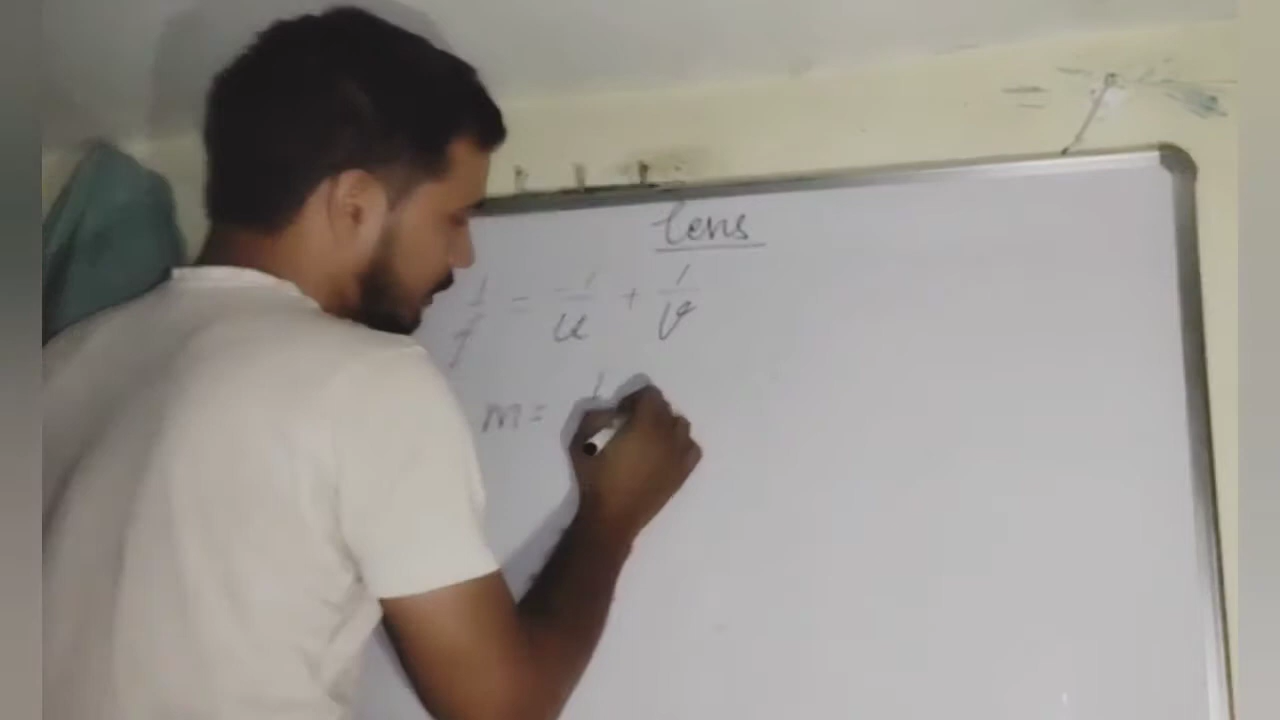 Lens
1/f = -1/u + 1/v
m =